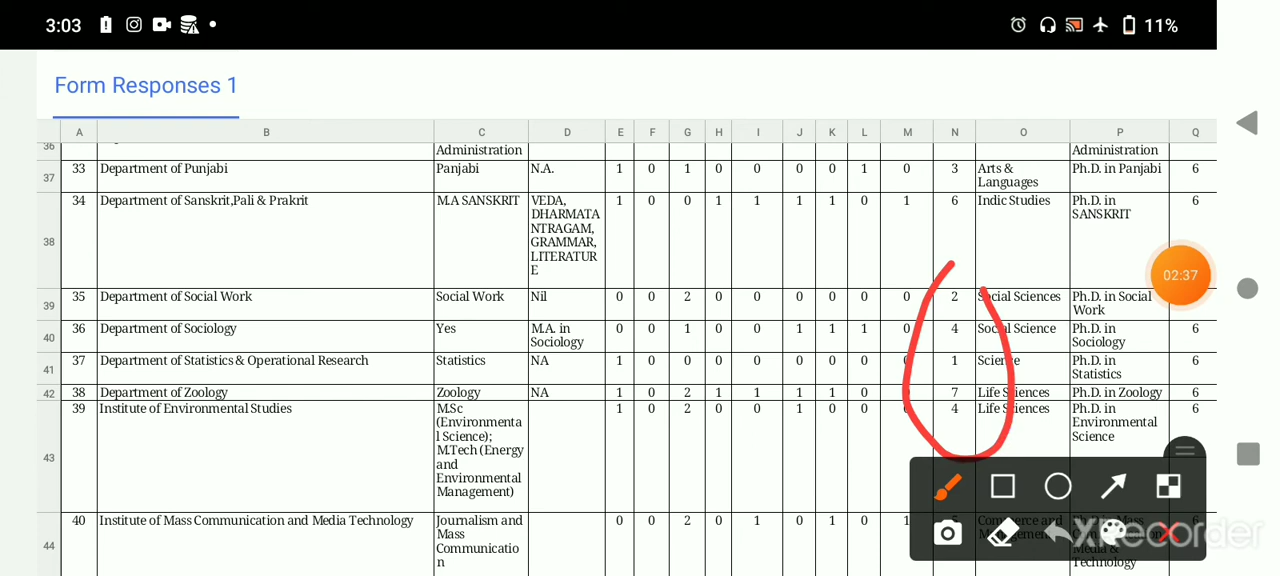 3:03
11%
Form Responses 1
A B C D E F G H I J K L M N O P Q
36 Administration Administration
37 33 Department of Punjabi Panjabi N.A. 1 0 1 0 0 0 0 1 0 3 Arts & Ph.D. in Panjabi 6
Languages
38 34 Department of Sanskrit,Pali & Prakrit M.A SANSKRIT VEDA, 1 0 0 1 1 1 1 0 1 6 Indic Studies Ph.D. in 6
DHARMATA SANSKRIT
NTRAGAM,
GRAMMAR,
LITERATUR
E
02:37
39 35 Department of Social Work Social Work Nil 0 0 2 0 0 0 0 0 0 2 Social Sciences Ph.D. in Social 6
Work
40 36 Department of Sociology Yes M.A. in 0 0 1 0 0 1 1 1 0 4 Social Science Ph.D. in 6
Sociology Sociology
41 37 Department of Statistics & Operational Research Statistics NA 1 0 0 0 0 0 0 0 1 Science Ph.D. in 6
Statistics
42 38 Department of Zoology Zoology NA 1 0 2 1 1 1 1 0 7 Life Sciences Ph.D. in Zoology 6
43 39 Institute of Environmental Studies M.Sc 1 0 2 0 0 1 0 0 4 Life Sciences Ph.D. in 6
(Environmenta Environmental
l Science); Science
M.Tech (Energy
and
Environmental
Management)
44 40 Institute of Mass Communication and Media Technology Journalism and 0 0 2 0 1 0 1 0 1 5 Commerce and Ph.D. in Mass 6
Mass Management
Communicatio Media &
n Technology
XRecorder